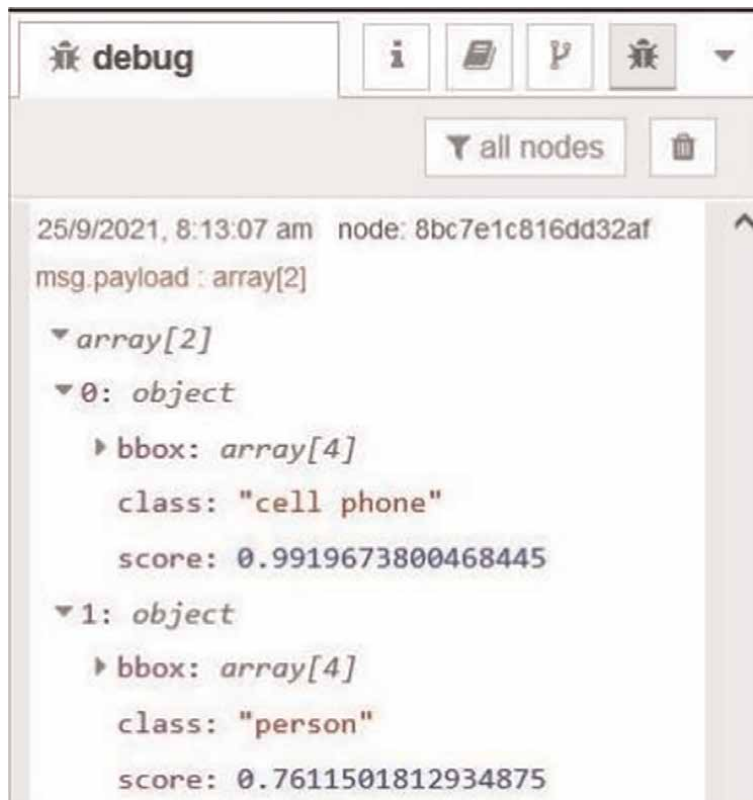 debug
all nodes
25/9/2021, 8:13:07 am node: 8bc7e1c816dd32af
msg.payload : array[2]
array[2]
0: object
bbox: array[4]
class: "cell phone"
score: 0.9919673800468445
1: object
bbox: array[4]
class: "person"
score: 0.7611501812934875